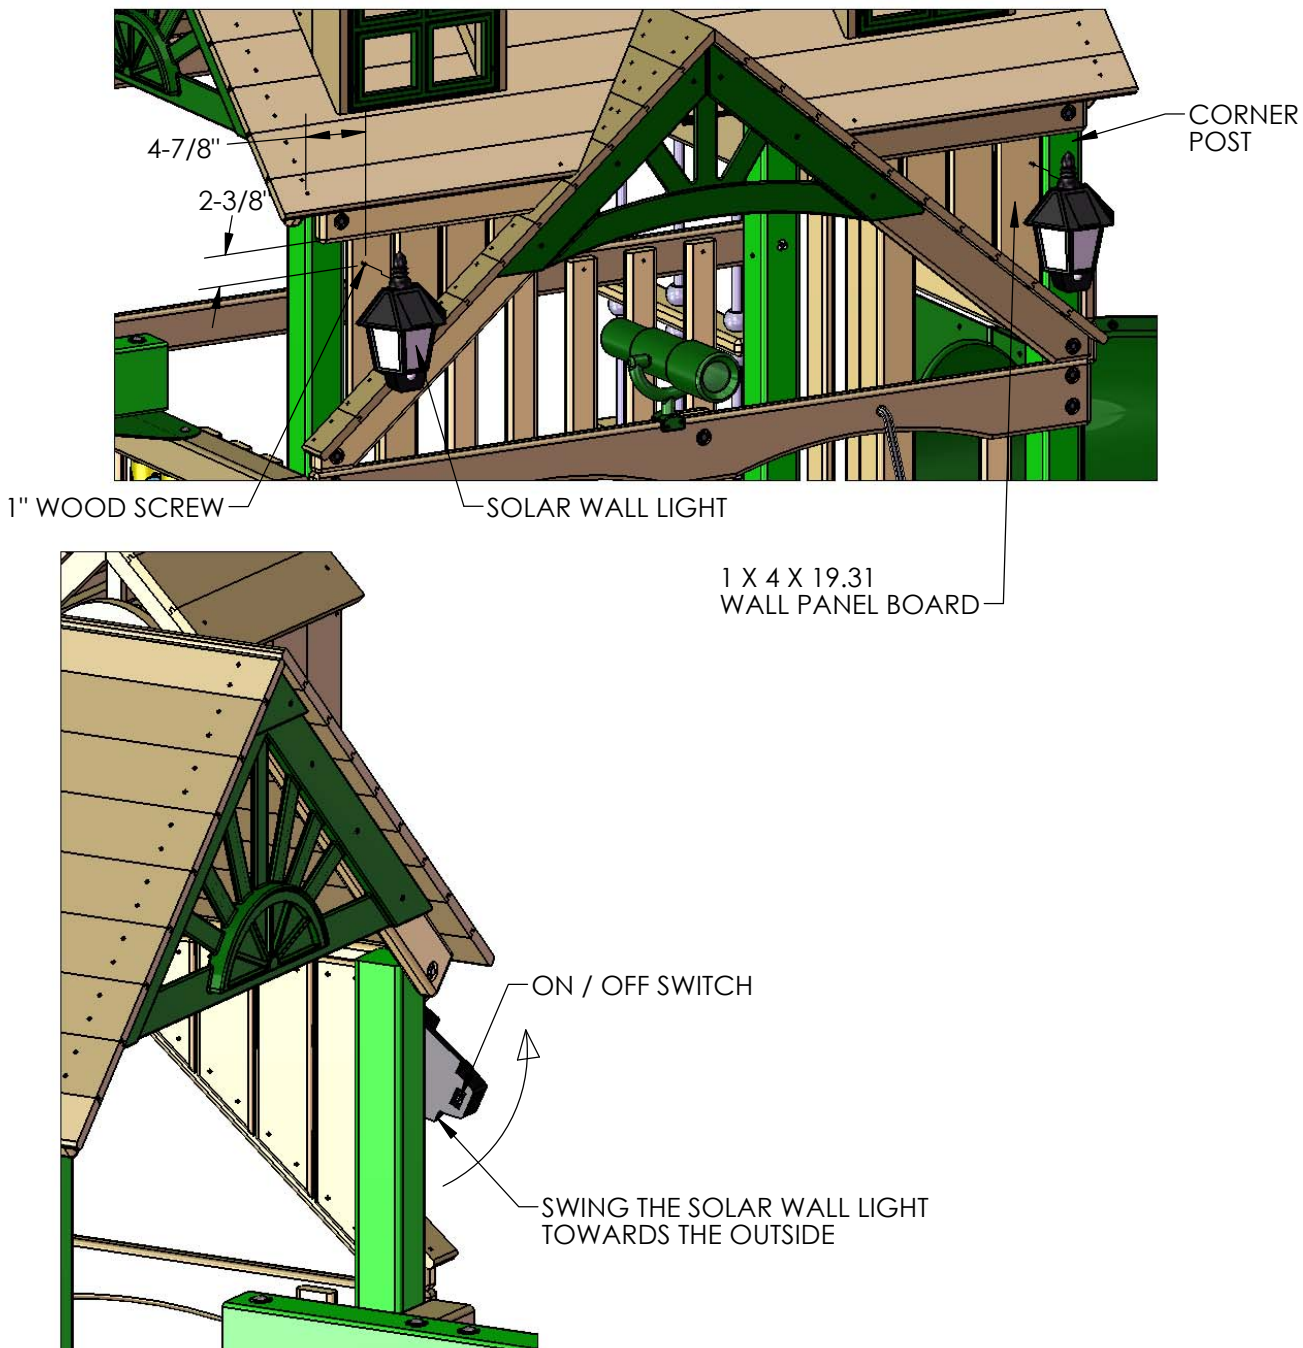 CORNER
POST
4-7/8"
2-3/8"
1" WOOD SCREW
SOLAR WALL LIGHT
1 X 4 X 19.31
WALL PANEL BOARD
ON / OFF SWITCH
SWING THE SOLAR WALL LIGHT
TOWARDS THE OUTSIDE